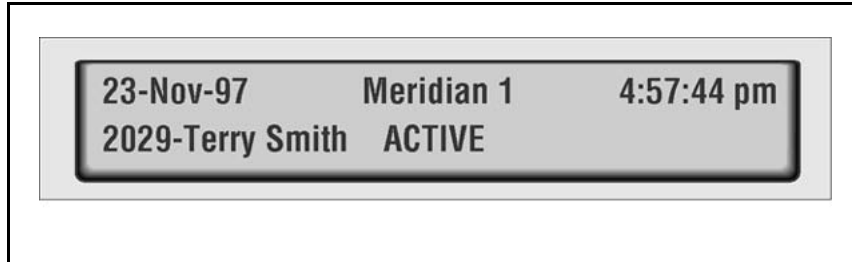 23-Nov-97 Meridian 1 4:57:44 pm
2029-Terry Smith ACTIVE